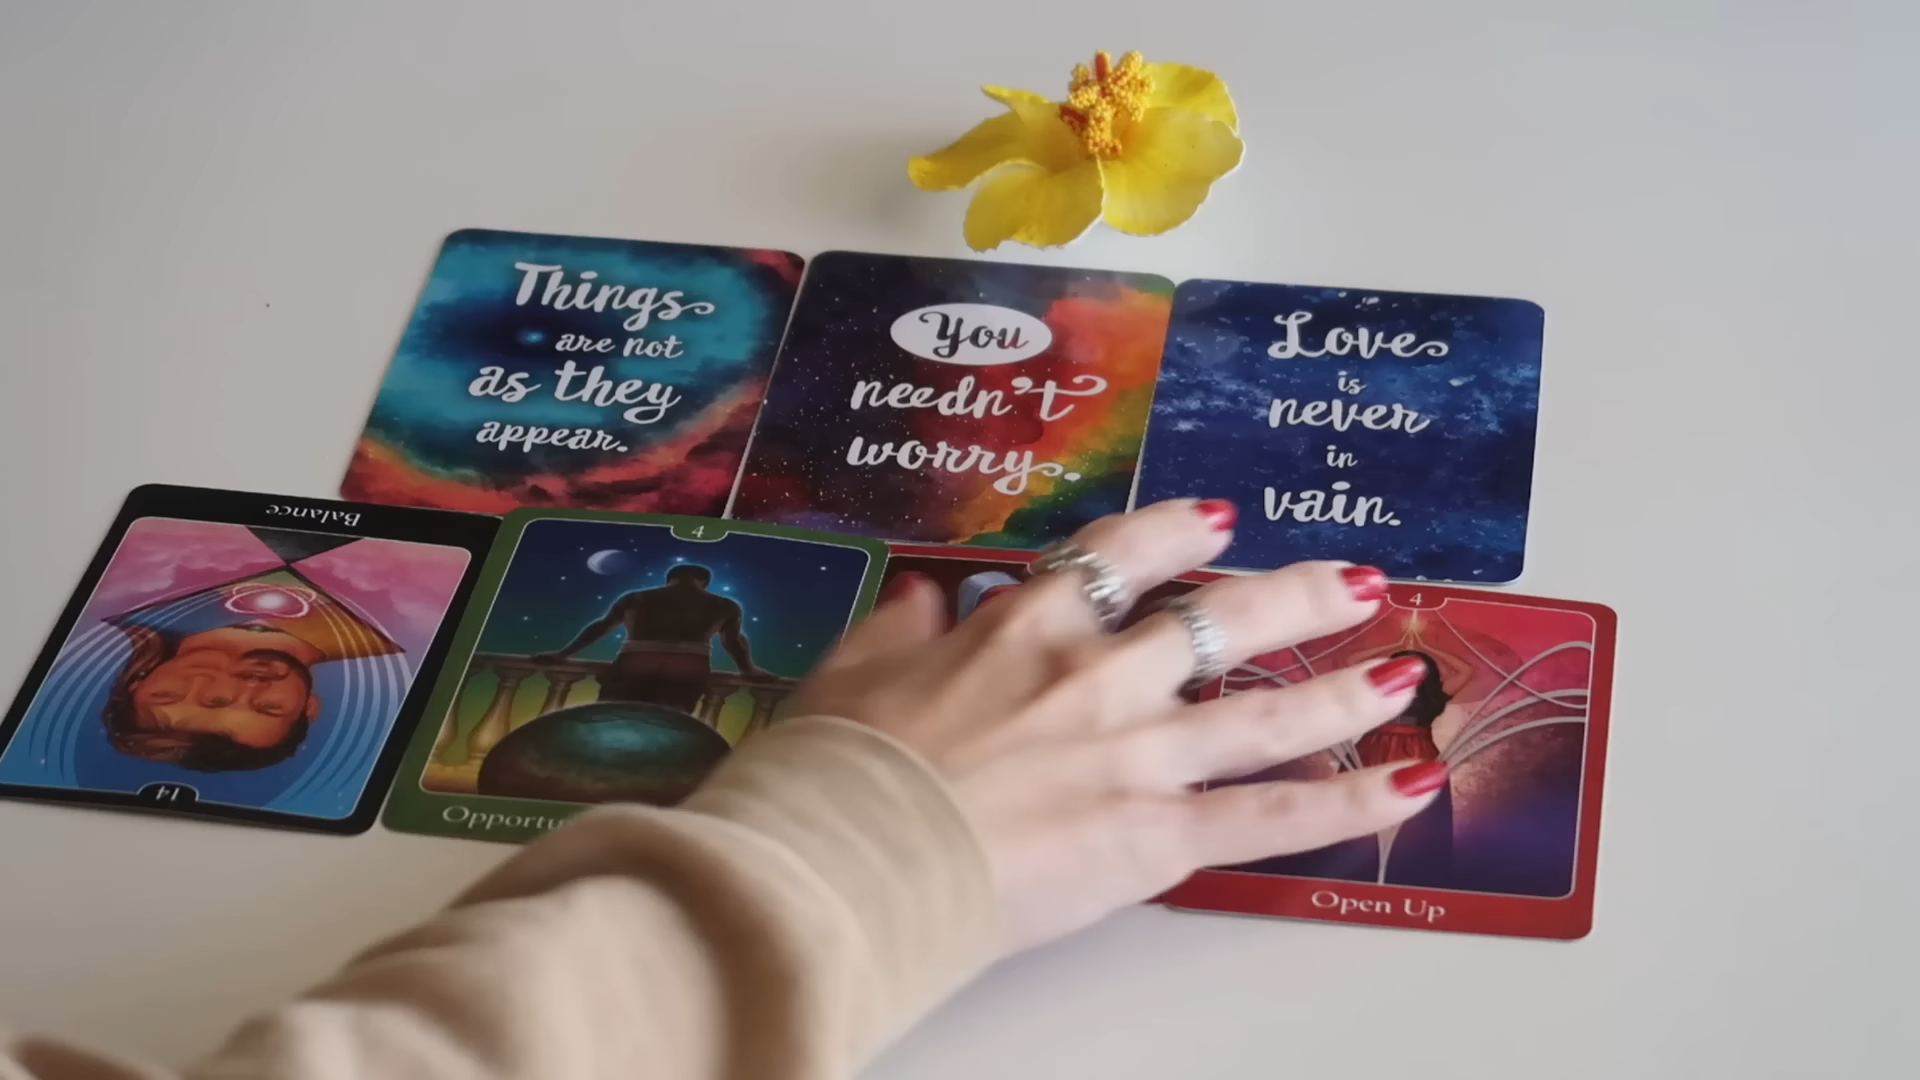 Things
are not
as they
appear.
You
needn't
worry.
Love
is
never
in
vain.
Balance
14
4
4
Open Up